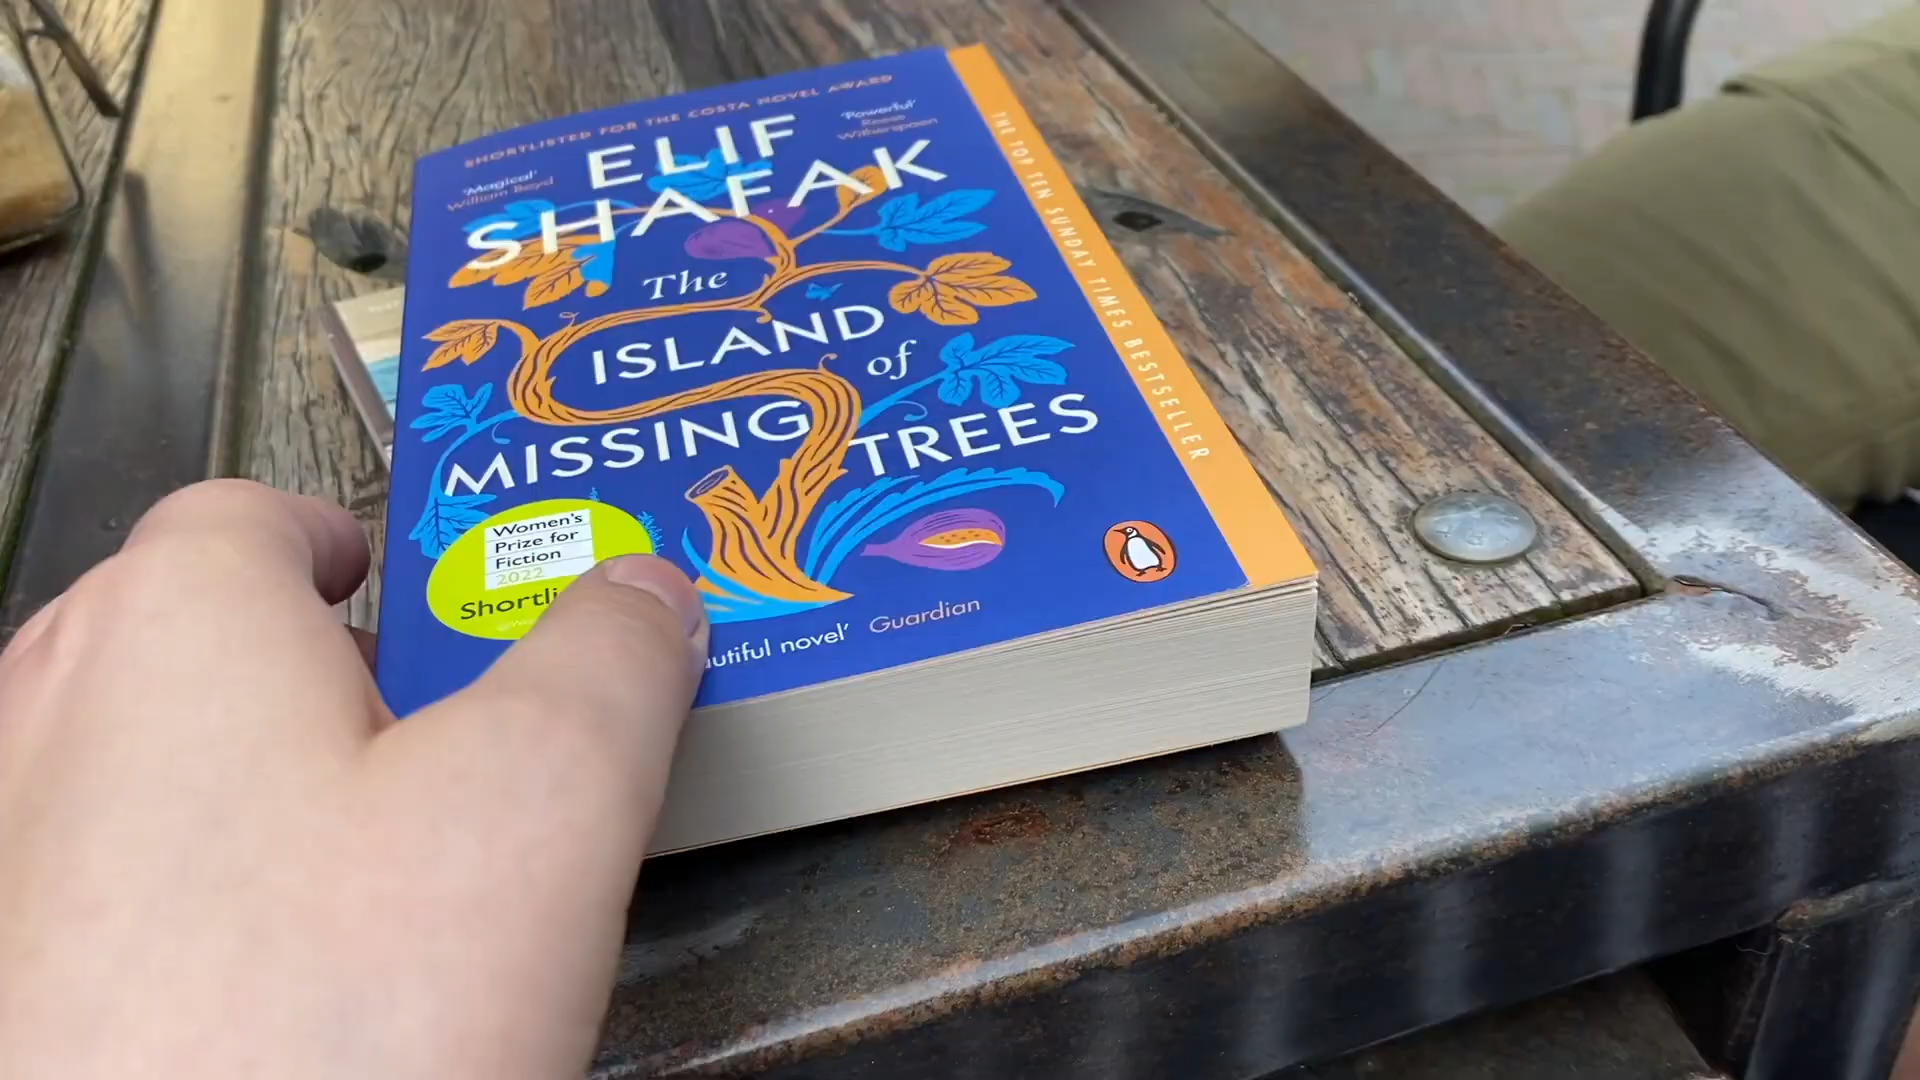 SHORTLISTED FOR THE COSTA NOVEL AWARD
'Magical'
William Boyd
'Powerful'
Reese
Witherspoon
ELIF
SHAFAK
The
ISLAND
of
MISSING TREES
Women's
Prize for
Fiction
2022
novel' Guardian
THE TOP TEN SUNDAY TIMES BESTSELLER